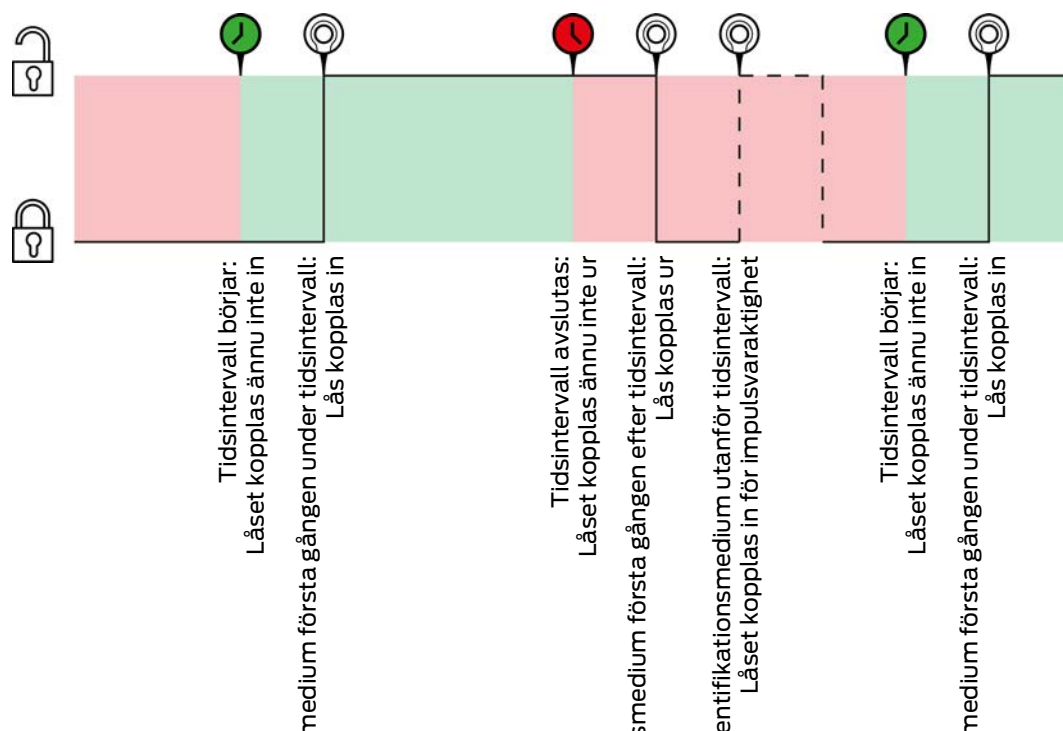 Tidsintervall börjar:
Låset kopplas ännu inte in
medium första gången under tidsintervall:
Lås kopplas in
Tidsintervall avslutas:
Låset kopplas ännu inte ur
medium första gången efter tidsintervall:
Lås kopplas ur
entifikationsmedium utanför tidsintervall:
Låset kopplas in för impulsvaraktighet
Tidsintervall börjar:
Låset kopplas ännu inte in
medium första gången under tidsintervall:
Lås kopplas in